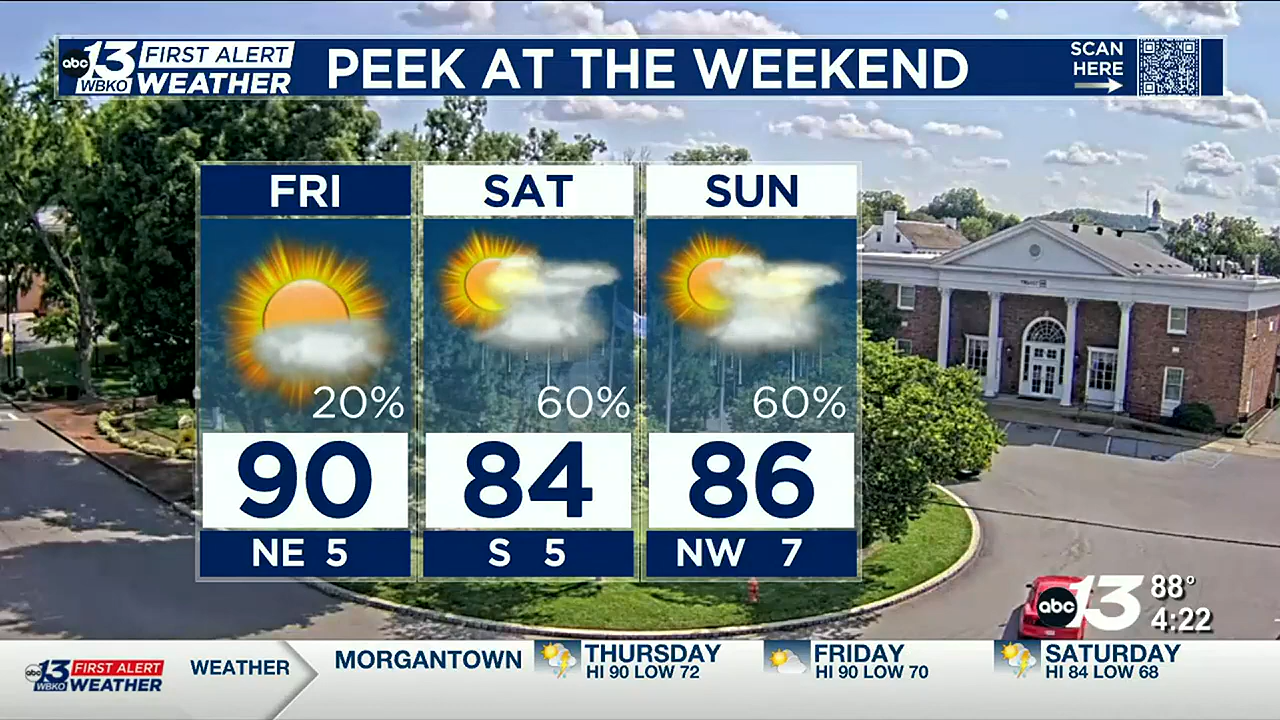 abc 13 WBKO FIRST ALERT WEATHER
PEEK AT THE WEEKEND
SCAN HERE
FRI
20%
90
NE 5
SAT
60%
84
S 5
SUN
60%
86
NW 7
abc 13
88°
4:22
abc 13 WBKO FIRST ALERT WEATHER
WEATHER
MORGANTOWN
THURSDAY
HI 90 LOW 72
FRIDAY
HI 90 LOW 70
SATURDAY
HI 84 LOW 68